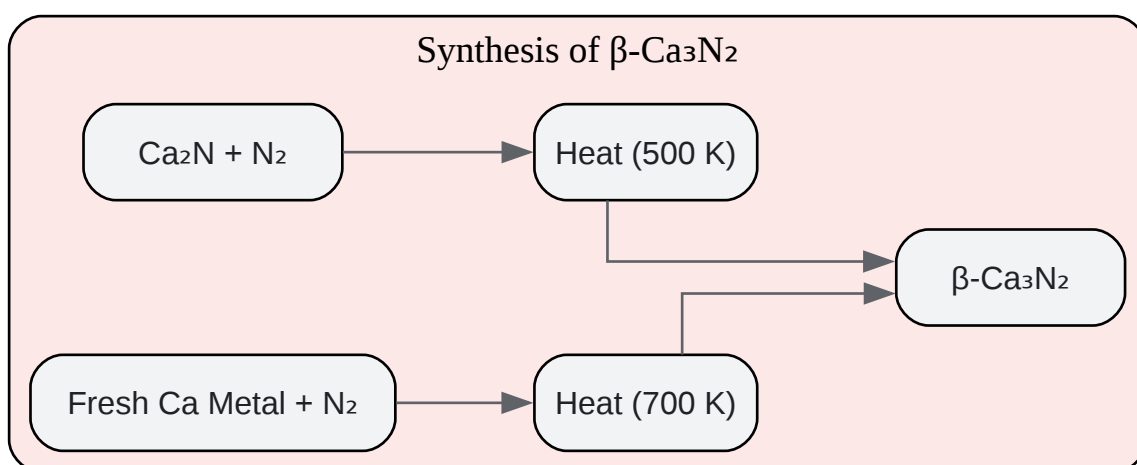 Synthesis of β-Ca₃N₂
Ca₂N + N₂
Heat (500 K)
β-Ca₃N₂
Fresh Ca Metal + N₂
Heat (700 K)